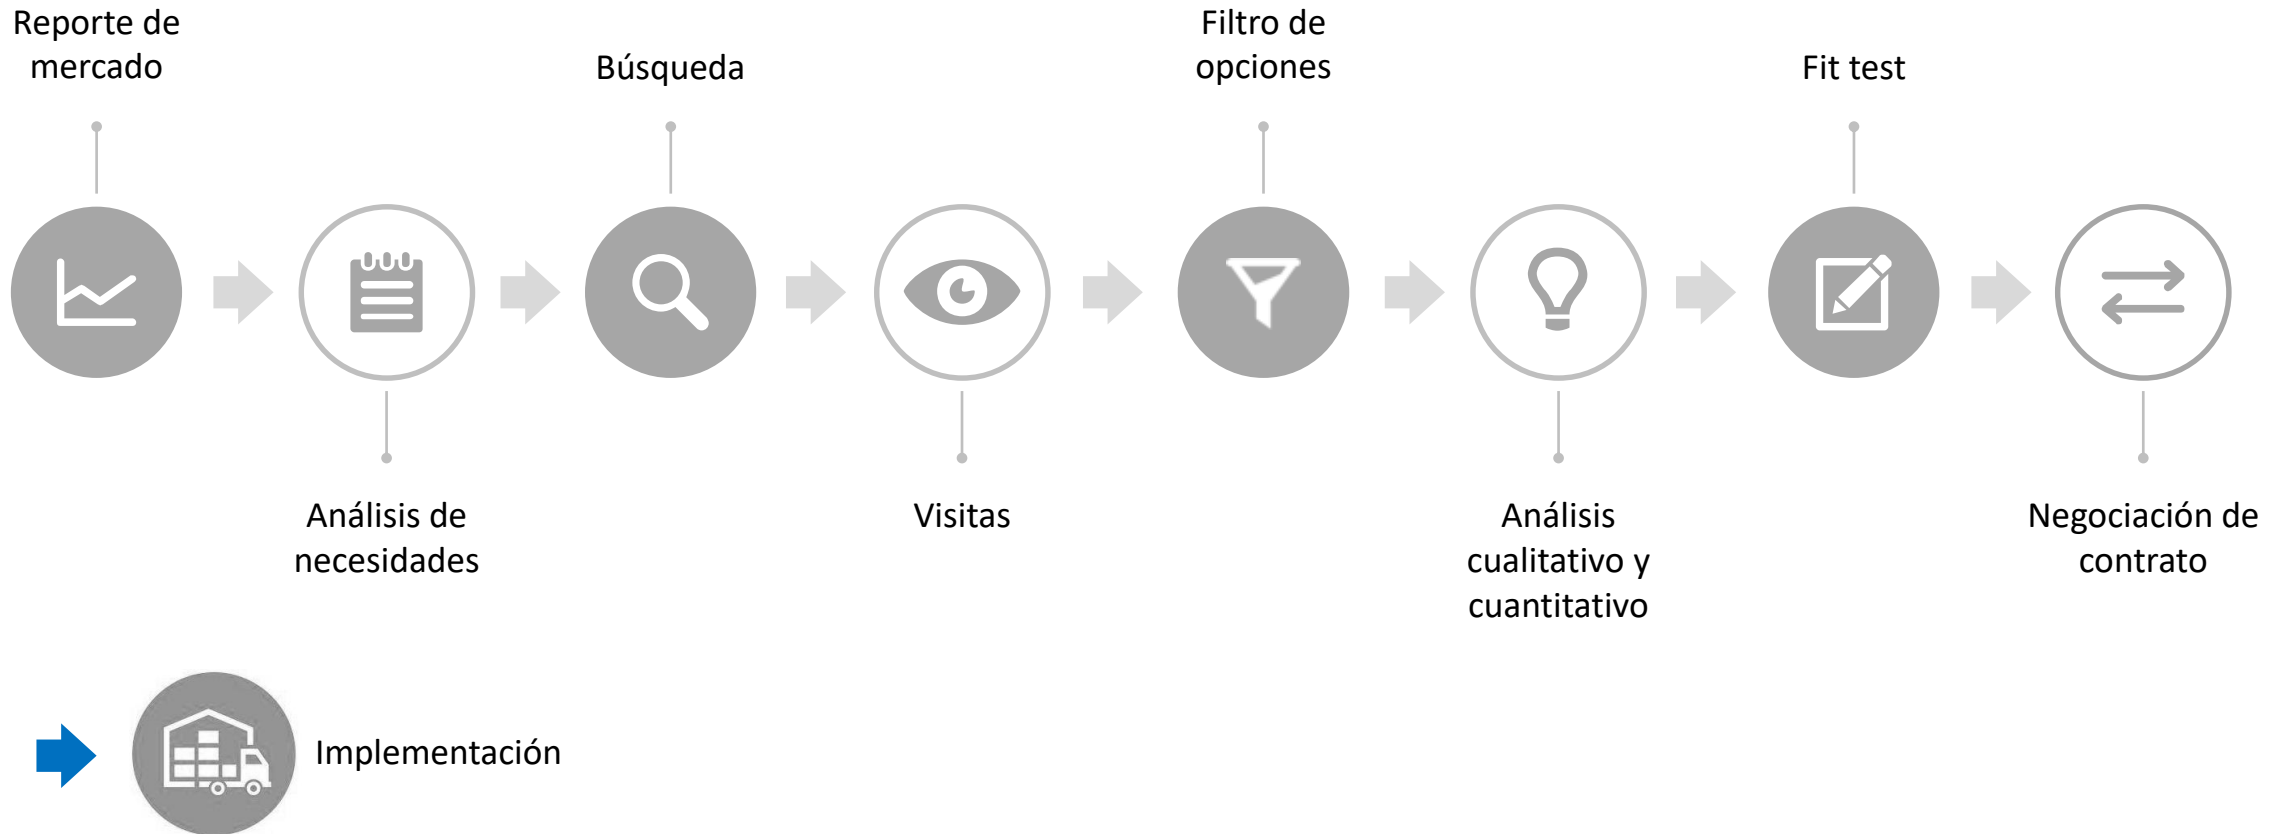 Reporte de
mercado
Análisis de
necesidades
Búsqueda
Visitas
Filtro de
opciones
Análisis
cualitativo y
cuantitativo
Fit test
Negociación de
contrato
Implementación